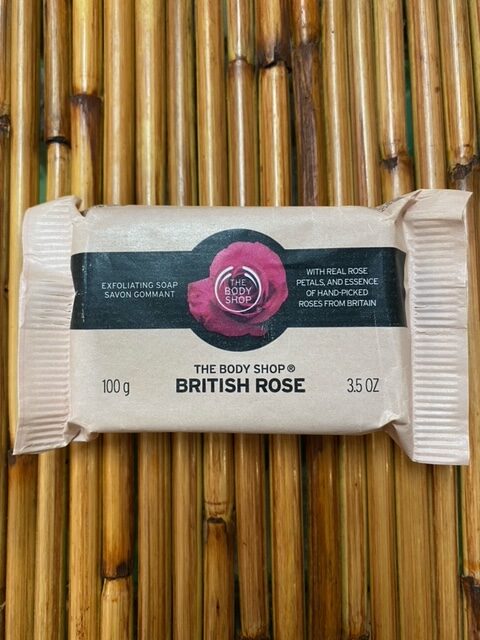 EXFOLIATING SOAP
SAVON GOMMANT
THE
BODY
SHOP
WITH REAL ROSE
PETALS, AND ESSENCE
OF HAND-PICKED
ROSES FROM BRITAIN
THE BODY SHOP®
BRITISH ROSE
100 g
3.5 OZ